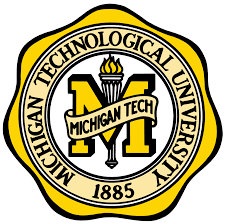 MICHIGAN TECHNOLOGICAL UNIVERSITY
M
MICHIGAN TECH
1885